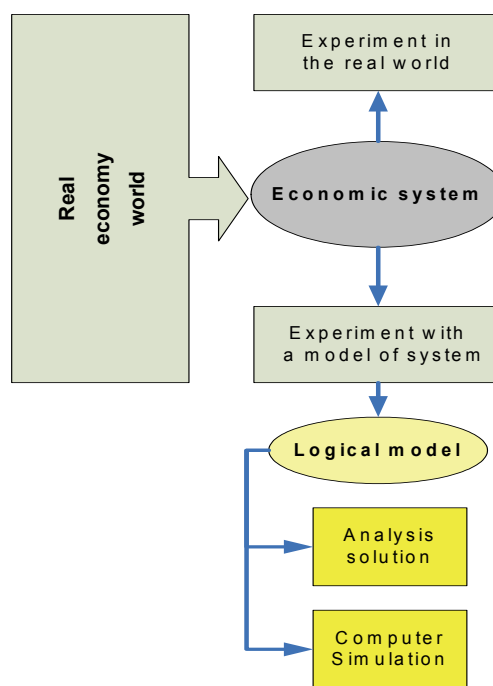 Experiment in
the real world
Real
economy
world
Economic system
Experiment with
a model of system
Logical model
Analysis
solution
Computer
Simulation